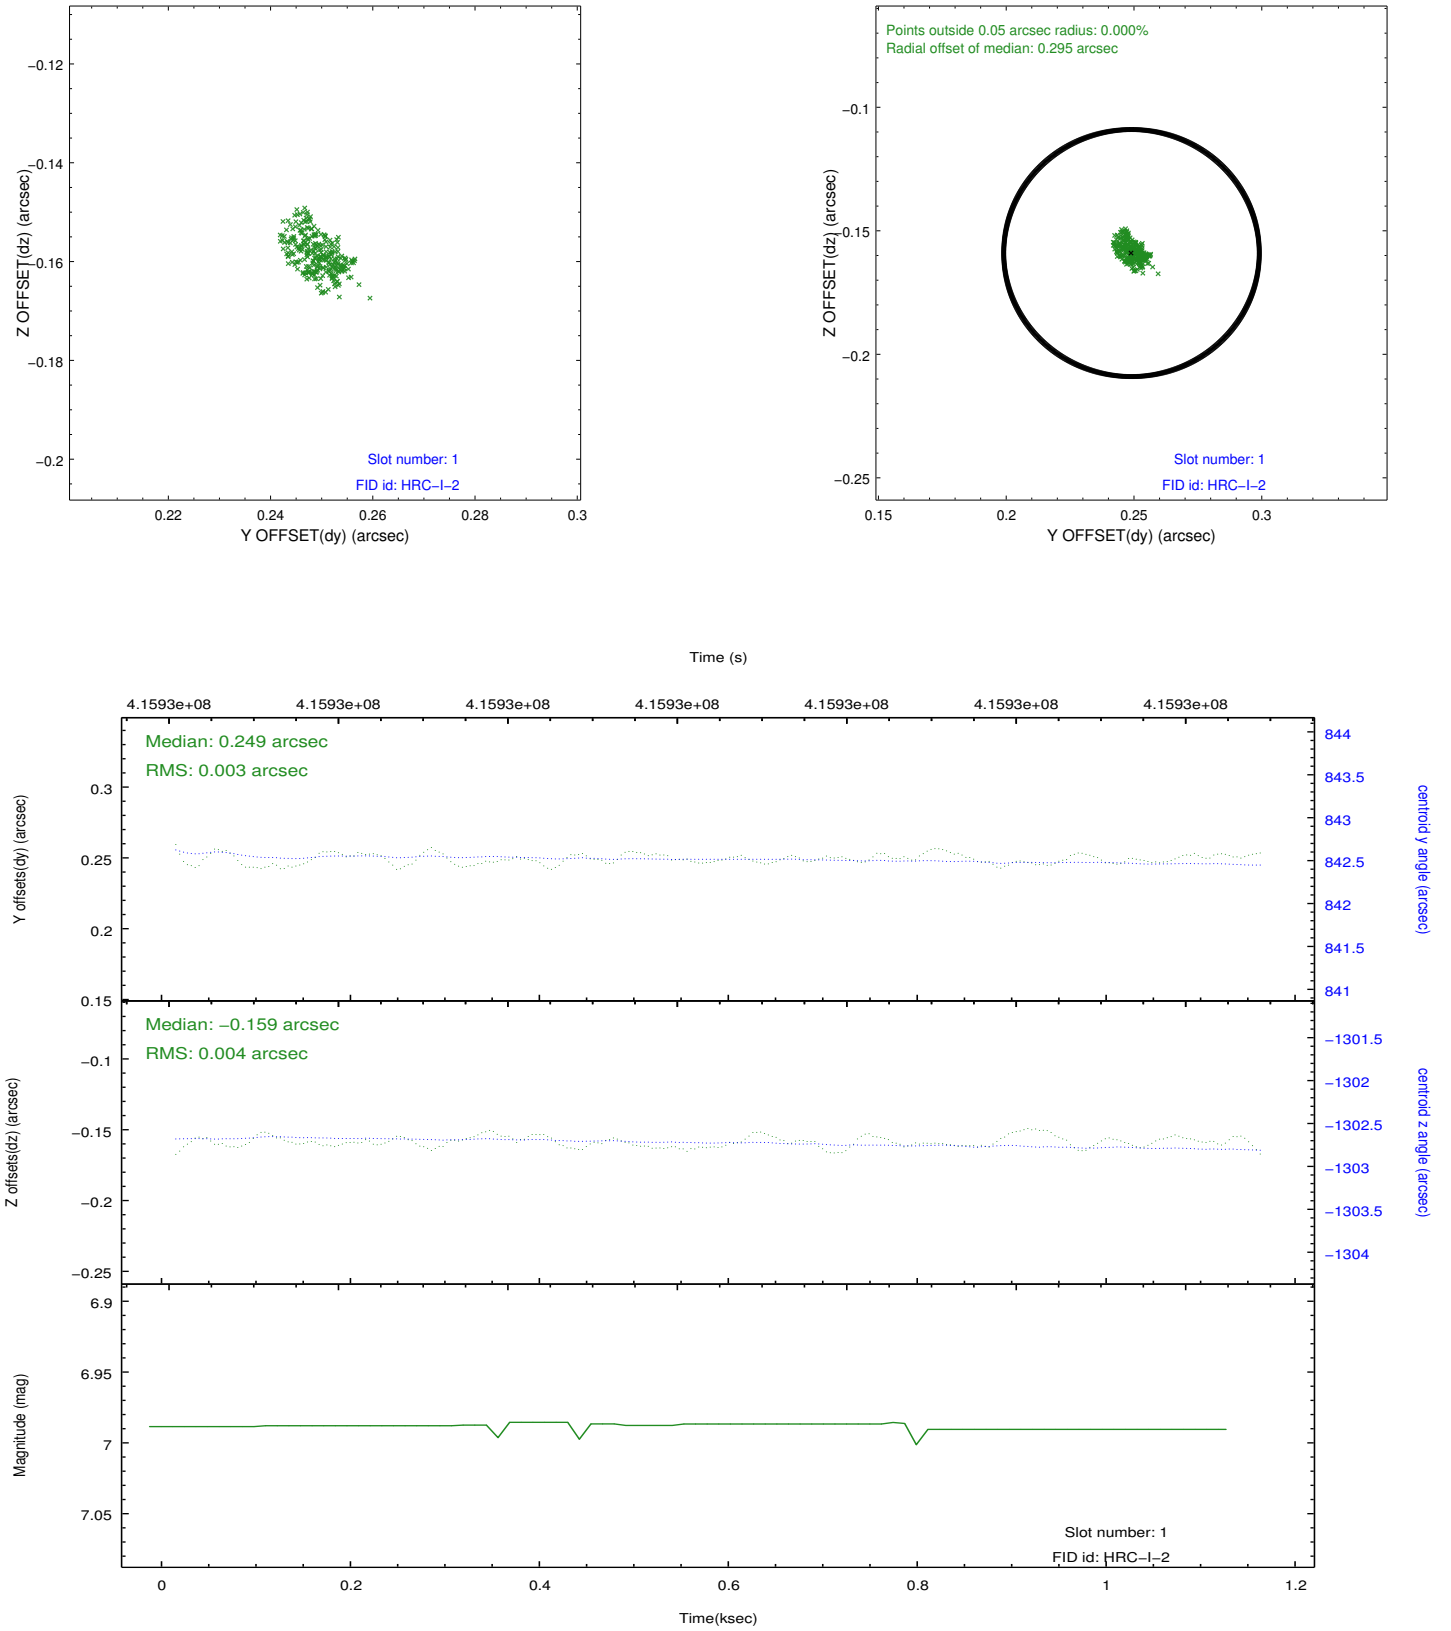 −0.12
−0.14
−0.16
−0.18
−0.2
Z OFFSET(dz) (arcsec)
Slot number: 1
FID id: HRC−I−2
0.22 0.24 0.26 0.28 0.3
Y OFFSET(dy) (arcsec)
Points outside 0.05 arcsec radius: 0.000%
Radial offset of median: 0.295 arcsec
−0.1
−0.15
−0.2
−0.25
Z OFFSET(dz) (arcsec)
Slot number: 1
FID id: HRC−I−2
0.15 0.2 0.25 0.3
Y OFFSET(dy) (arcsec)
Time (s)
4.1593e+08 4.1593e+08 4.1593e+08 4.1593e+08 4.1593e+08 4.1593e+08 4.1593e+08
Median: 0.249 arcsec
RMS: 0.003 arcsec
0.3
0.25
0.2
0.15
Y offsets(dy) (arcsec)
844
843.5
843
842.5
842
841.5
841
centroid y angle (arcsec)
Median: −0.159 arcsec
RMS: 0.004 arcsec
−0.1
−0.15
−0.2
−0.25
Z offsets(dz) (arcsec)
−1301.5
−1302
−1302.5
−1303
−1303.5
−1304
centroid z angle (arcsec)
6.9
6.95
7
7.05
Magnitude (mag)
Slot number: 1
FID id: HRC−I−2
0 0.2 0.4 0.6 0.8 1 1.2
Time(ksec)